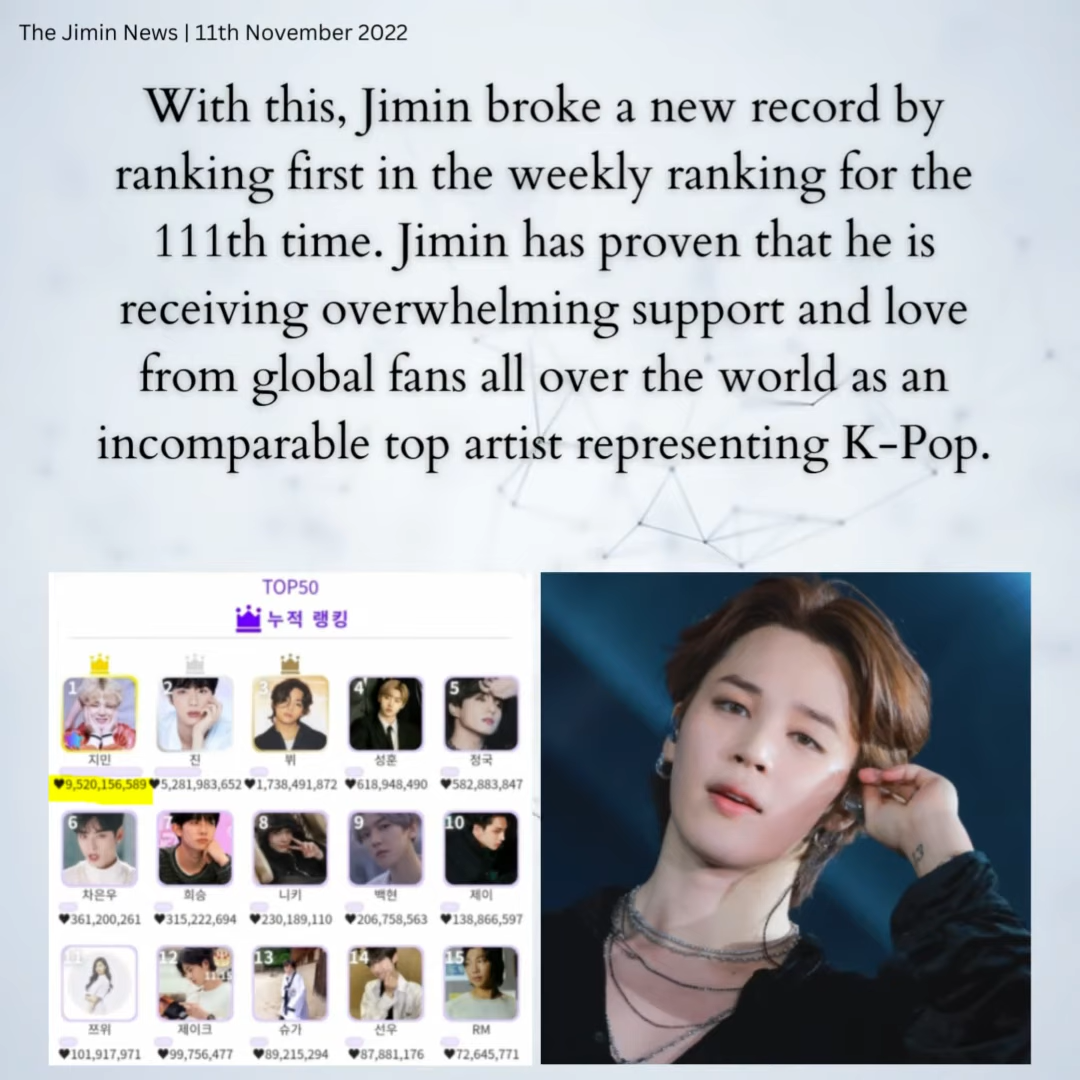 The Jimin News | 11th November 2022
With this, Jimin broke a new record by
ranking first in the weekly ranking for the
111th time. Jimin has proven that he is
receiving overwhelming support and love
from global fans all over the world as an
incomparable top artist representing K-Pop.
TOP50
누적 랭킹
1 2 3 4 5
지민 진 뷔 성훈 정국
♥9,520,156,589 ♥5,281,983,652 ♥1,738,491,872 ♥618,948,490 ♥582,883,847
6 7 8 9 10
차은우 희승 니키 백현 제이
♥361,200,261 ♥315,222,694 ♥230,189,110 ♥206,758,563 ♥138,866,597
11 12 13 14 15
쯔위 제이크 슈가 선우 RM
♥101,917,971 ♥99,756,477 ♥89,215,294 ♥87,881,176 ♥72,645,771